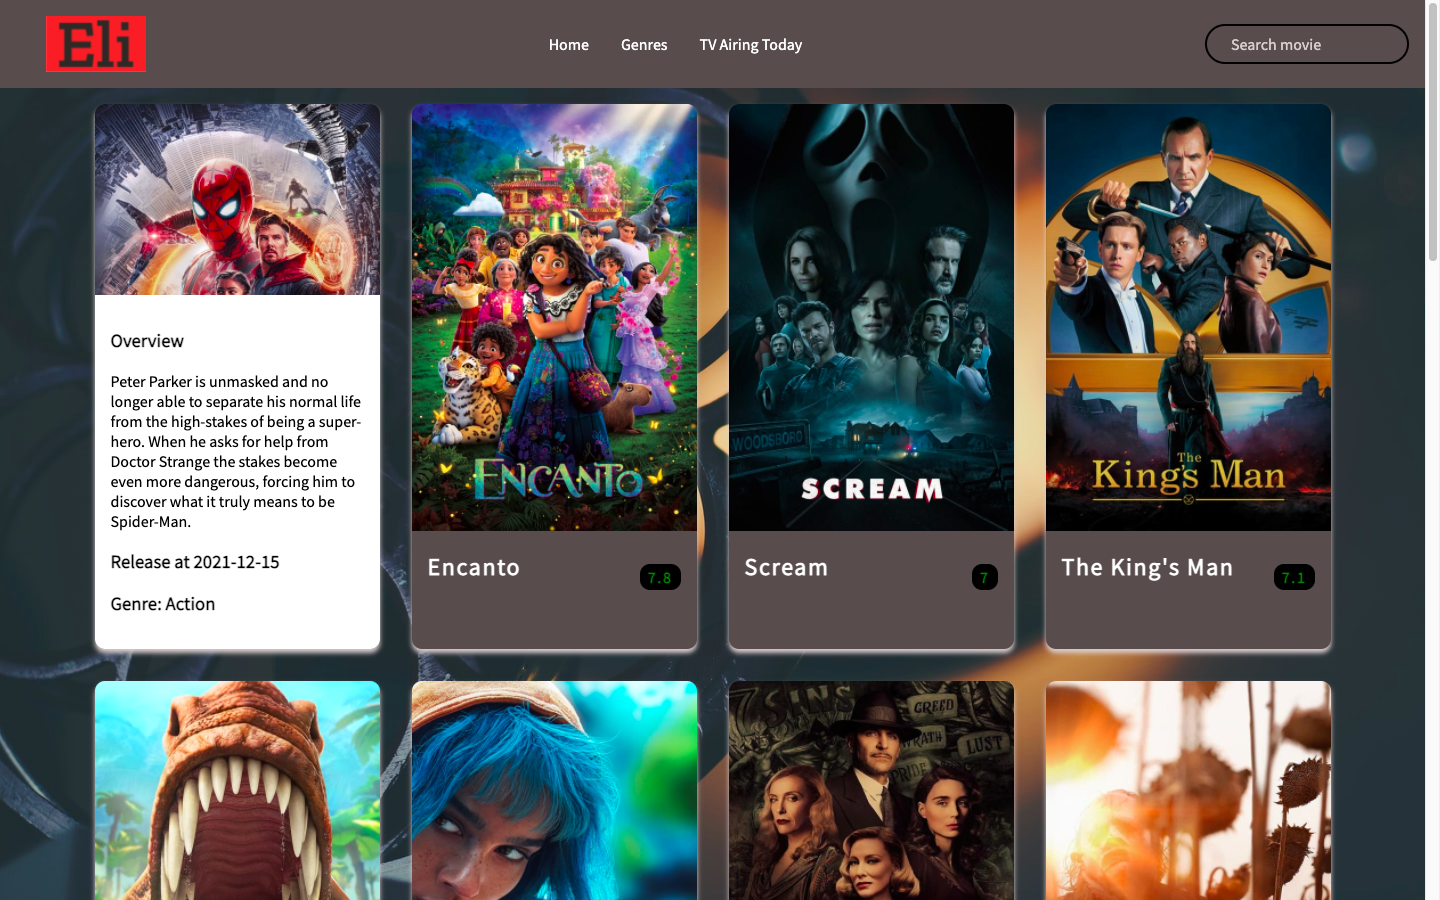 Eli
Home
Genres
TV Airing Today
Search movie
Overview
Peter Parker is unmasked and no
longer able to separate his normal life
from the high-stakes of being a super-
hero. When he asks for help from
Doctor Strange the stakes become
even more dangerous, forcing him to
discover what it truly means to be
Spider-Man.
Release at 2021-12-15
Genre: Action
ENCANTO
Encanto
7.8
WOODSBORO
SCREAM
Scream
7
The
King's Man
The King's Man
7.1
7 SINS
GREED
WRATH
LUST
PRIDE